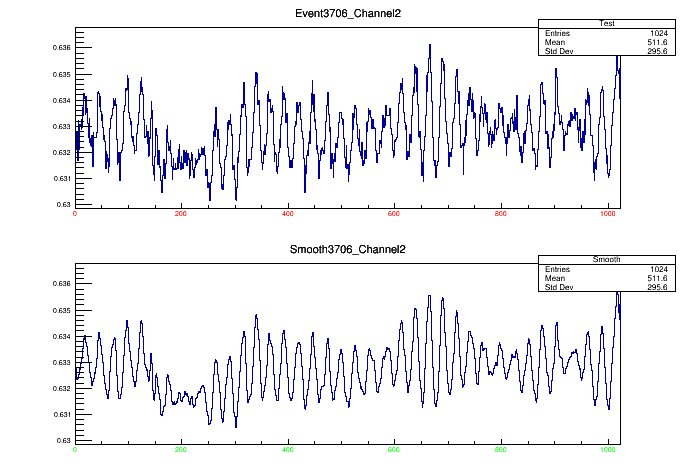 Event3706_Channel2
Test
Entries 1024
Mean 511.6
Std Dev 295.6
0.636
0.635
0.634
0.633
0.632
0.631
0.63
0 200 400 600 800 1000
Smooth3706_Channel2
Smooth
Entries 1024
Mean 511.6
Std Dev 295.6
0.636
0.635
0.634
0.633
0.632
0.631
0.63
0 200 400 600 800 1000